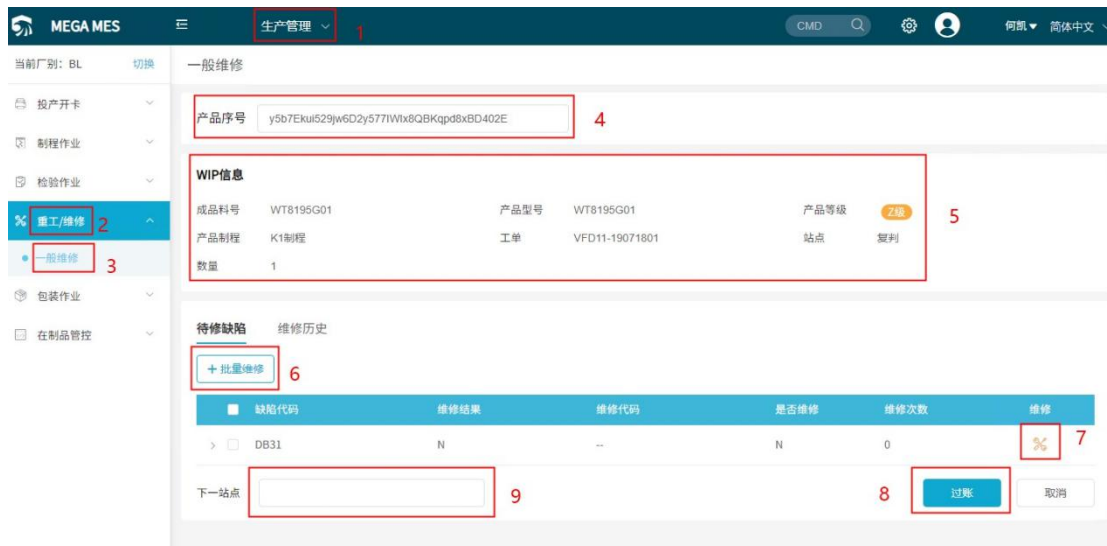 MEGA MES 生产管理 1 CMD 何凯 简体中文
当前厂别：BL 切换 一般维修
投产开卡
产品序号 y5b7Ekui529jw6D2y577IWIx8QBKqpd8xBD402E 4
制程作业
检验作业 WIP信息
成品料号 WT8195G01 产品型号 WT8195G01 产品等级 Z级 5
重工/维修 2
产品制程 K1制程 工单 VFD11-19071801 站点 复判
一般维修 3
数量 1
包装作业
在制品管控 待修缺陷 维修历史
+ 批量维修 6
缺陷代码 维修结果 维修代码 是否维修 维修次数 维修
> DB31 N -- N 0 7
下一站点 9 8 过账 取消